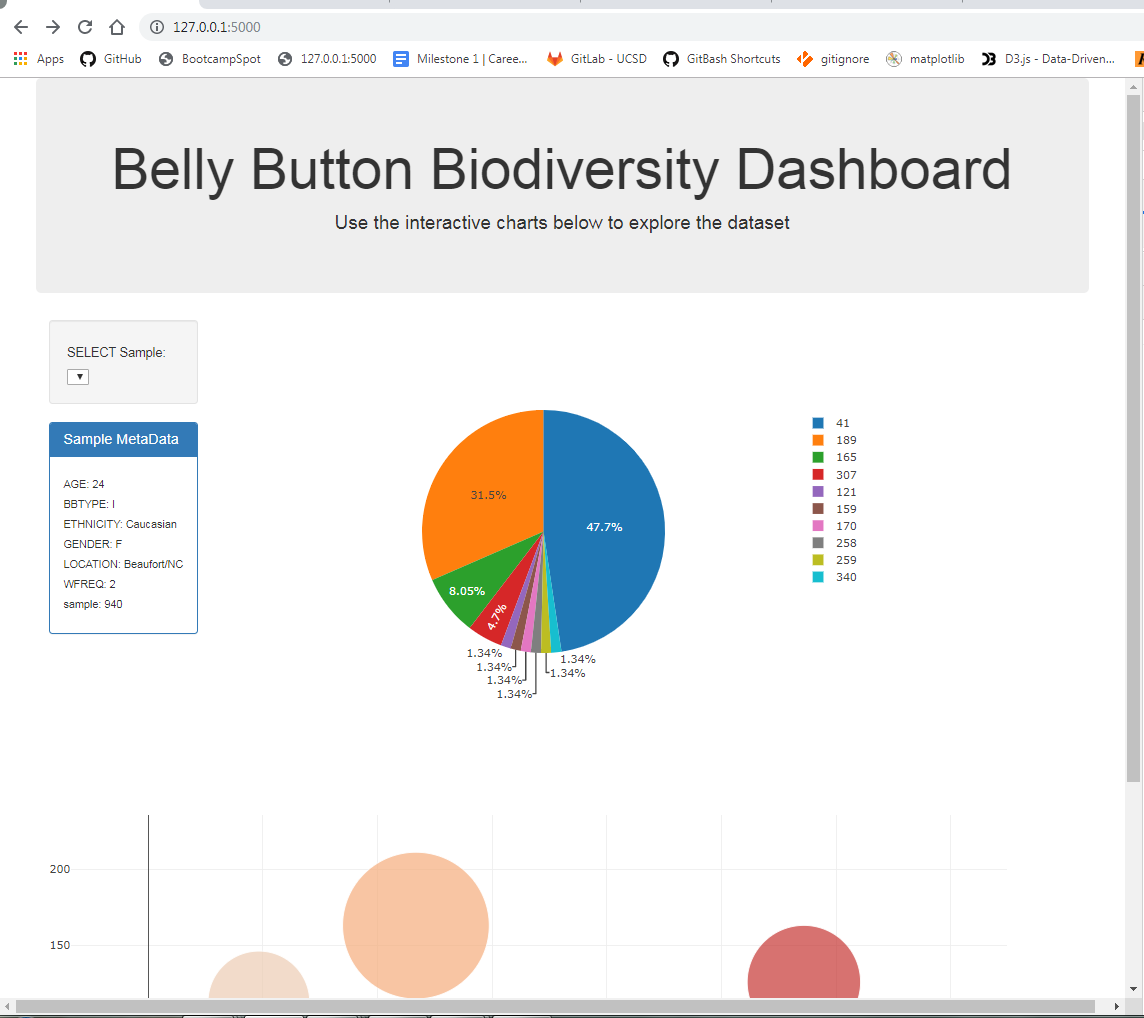 127.0.0.1:5000
Apps GitHub BootcampSpot 127.0.0.1:5000 Milestone 1 | Caree... GitLab - UCSD GitBash Shortcuts gitignore matplotlib D3.js - Data-Driven...
Belly Button Biodiversity Dashboard
Use the interactive charts below to explore the dataset
SELECT Sample:
Sample MetaData
AGE: 24
BBTYPE: I
ETHNICITY: Caucasian
GENDER: F
LOCATION: Beaufort/NC
WFREQ: 2
sample: 940
31.5%
47.7%
8.05%
4.7%
1.34%
1.34%
1.34%
1.34%
1.34%
1.34%
41
189
165
307
121
159
170
258
259
340
200
150